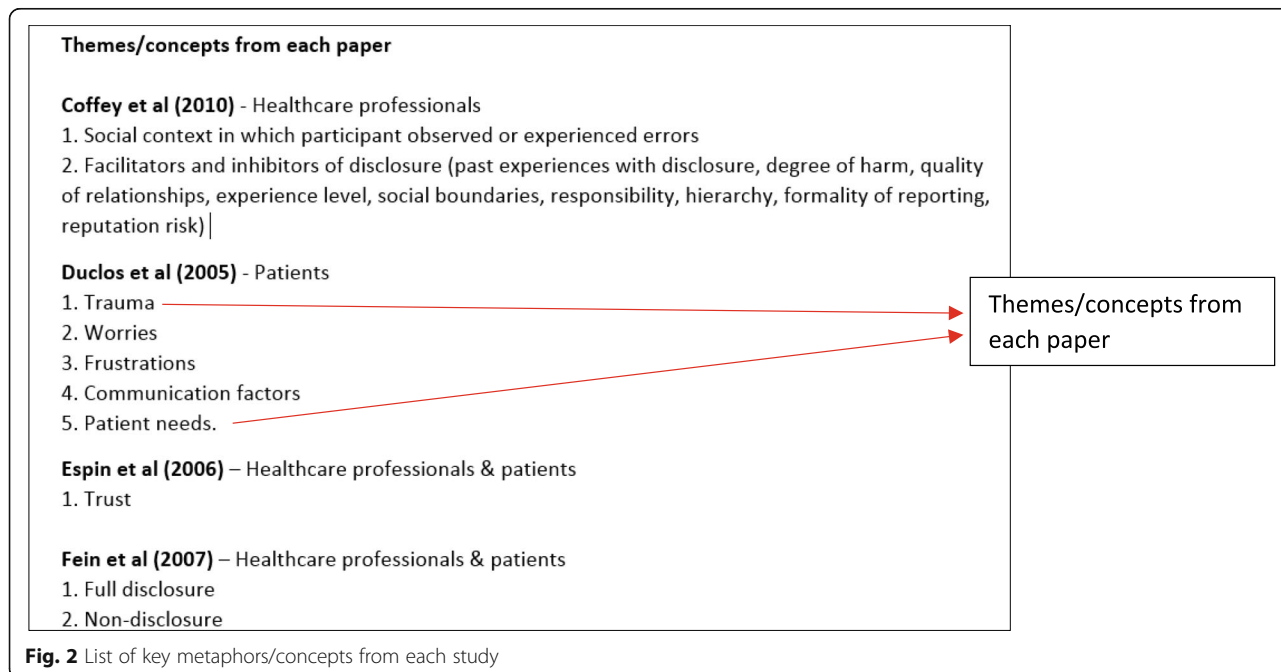 Themes/concepts from each paper
Coffey et al (2010) - Healthcare professionals
1. Social context in which participant observed or experienced errors
2. Facilitators and inhibitors of disclosure (past experiences with disclosure, degree of harm, quality
of relationships, experience level, social boundaries, responsibility, hierarchy, formality of reporting,
reputation risk)
Duclos et al (2005) - Patients
1. Trauma
2. Worries
3. Frustrations
4. Communication factors
5. Patient needs.
Themes/concepts from
each paper
Espin et al (2006) – Healthcare professionals & patients
1. Trust
Fein et al (2007) – Healthcare professionals & patients
1. Full disclosure
2. Non-disclosure
Fig. 2 List of key metaphors/concepts from each study